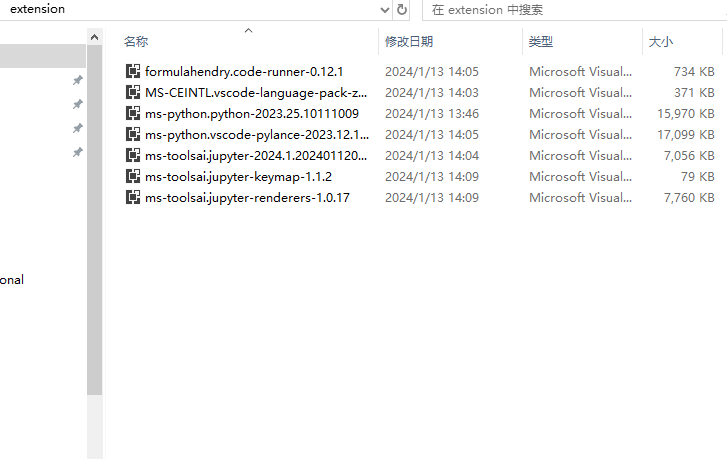 extension
在 extension 中搜索
名称 修改日期 类型 大小
formulahendry.code-runner-0.12.1 2024/1/13 14:05 Microsoft Visual... 734 KB
MS-CEINTL.vscode-language-pack-z... 2024/1/13 14:03 Microsoft Visual... 371 KB
ms-python.python-2023.25.10111009 2024/1/13 13:46 Microsoft Visual... 15,970 KB
ms-python.vscode-pylance-2023.12.1... 2024/1/13 14:05 Microsoft Visual... 17,099 KB
ms-toolsai.jupyter-2024.1.202401120... 2024/1/13 14:04 Microsoft Visual... 7,056 KB
ms-toolsai.jupyter-keymap-1.1.2 2024/1/13 14:09 Microsoft Visual... 79 KB
ms-toolsai.jupyter-renderers-1.0.17 2024/1/13 14:09 Microsoft Visual... 7,760 KB
onal